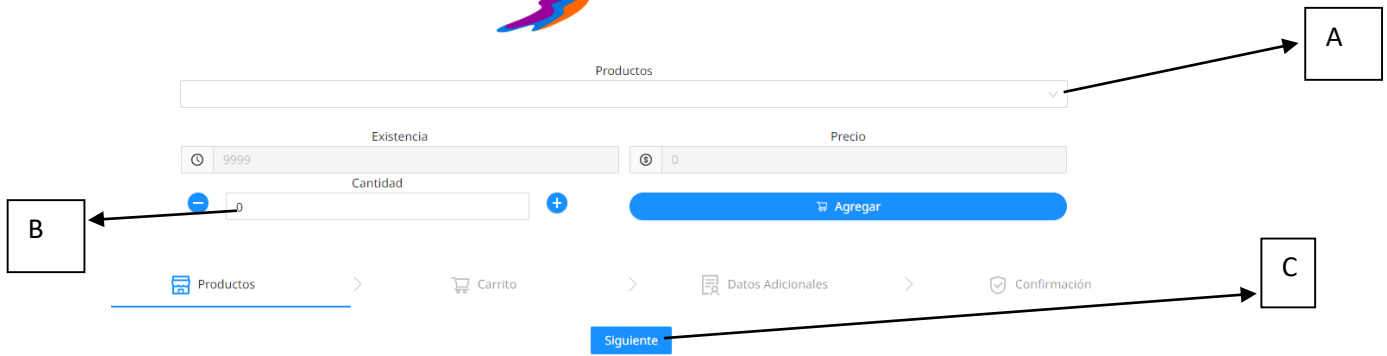 A
Productos
Existencia
Precio
9999
0
Cantidad
0
Agregar
B
C
Productos
Carrito
Datos Adicionales
Confirmación
Siguiente